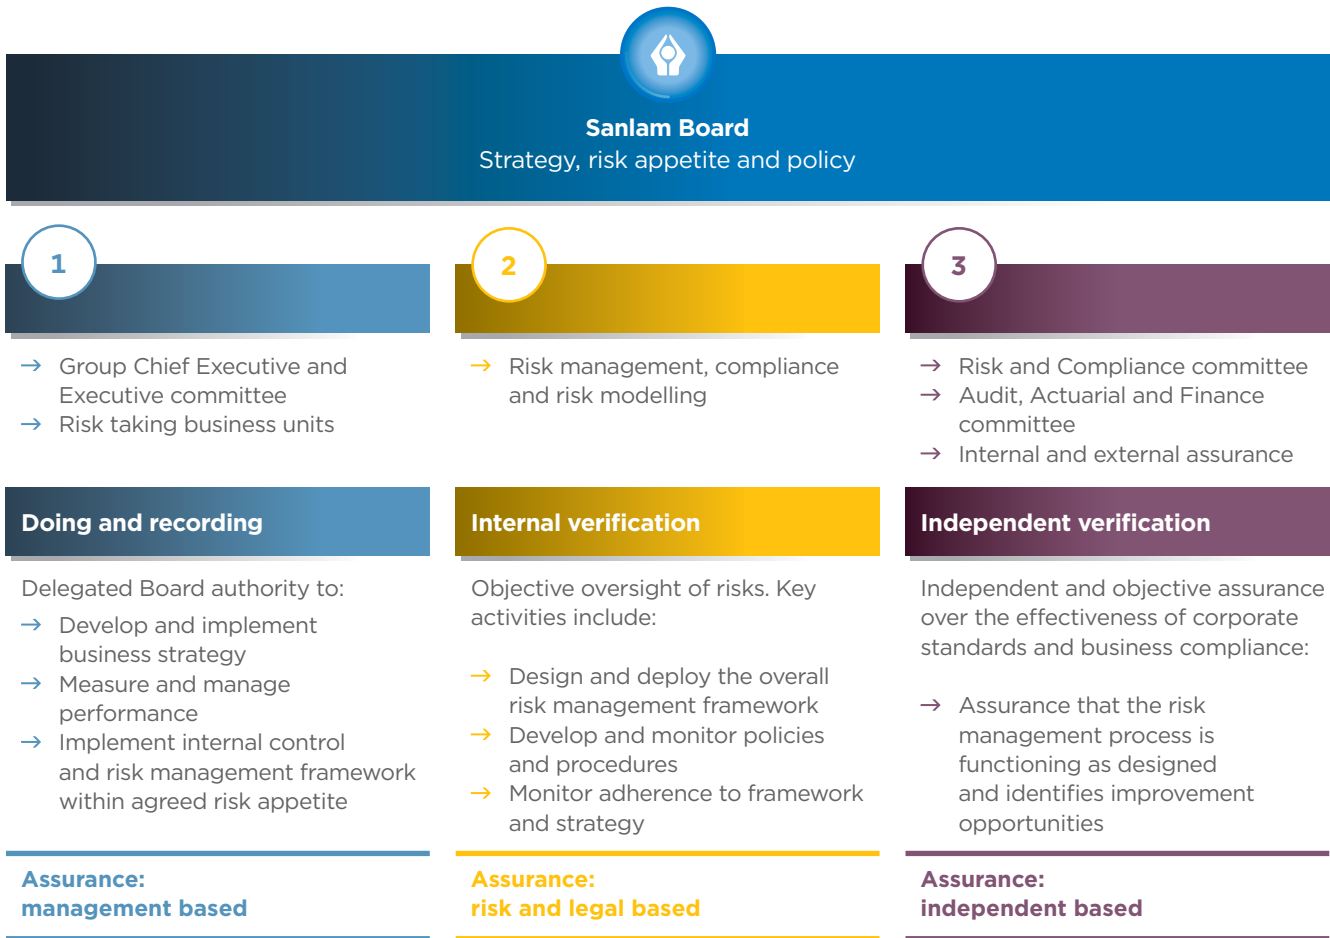 Sanlam Board
Strategy, risk appetite and policy
1
→ Group Chief Executive and
Executive committee
→ Risk taking business units
Doing and recording
Delegated Board authority to:
→ Develop and implement
business strategy
→ Measure and manage
performance
→ Implement internal control
and risk management framework
within agreed risk appetite
Assurance:
management based
2
→ Risk management, compliance
and risk modelling
Internal verification
Objective oversight of risks. Key
activities include:
→ Design and deploy the overall
risk management framework
→ Develop and monitor policies
and procedures
→ Monitor adherence to framework
and strategy
Assurance:
risk and legal based
3
→ Risk and Compliance committee
→ Audit, Actuarial and Finance
committee
→ Internal and external assurance
Independent verification
Independent and objective assurance
over the effectiveness of corporate
standards and business compliance:
→ Assurance that the risk
management process is
functioning as designed
and identifies improvement
opportunities
Assurance:
independent based